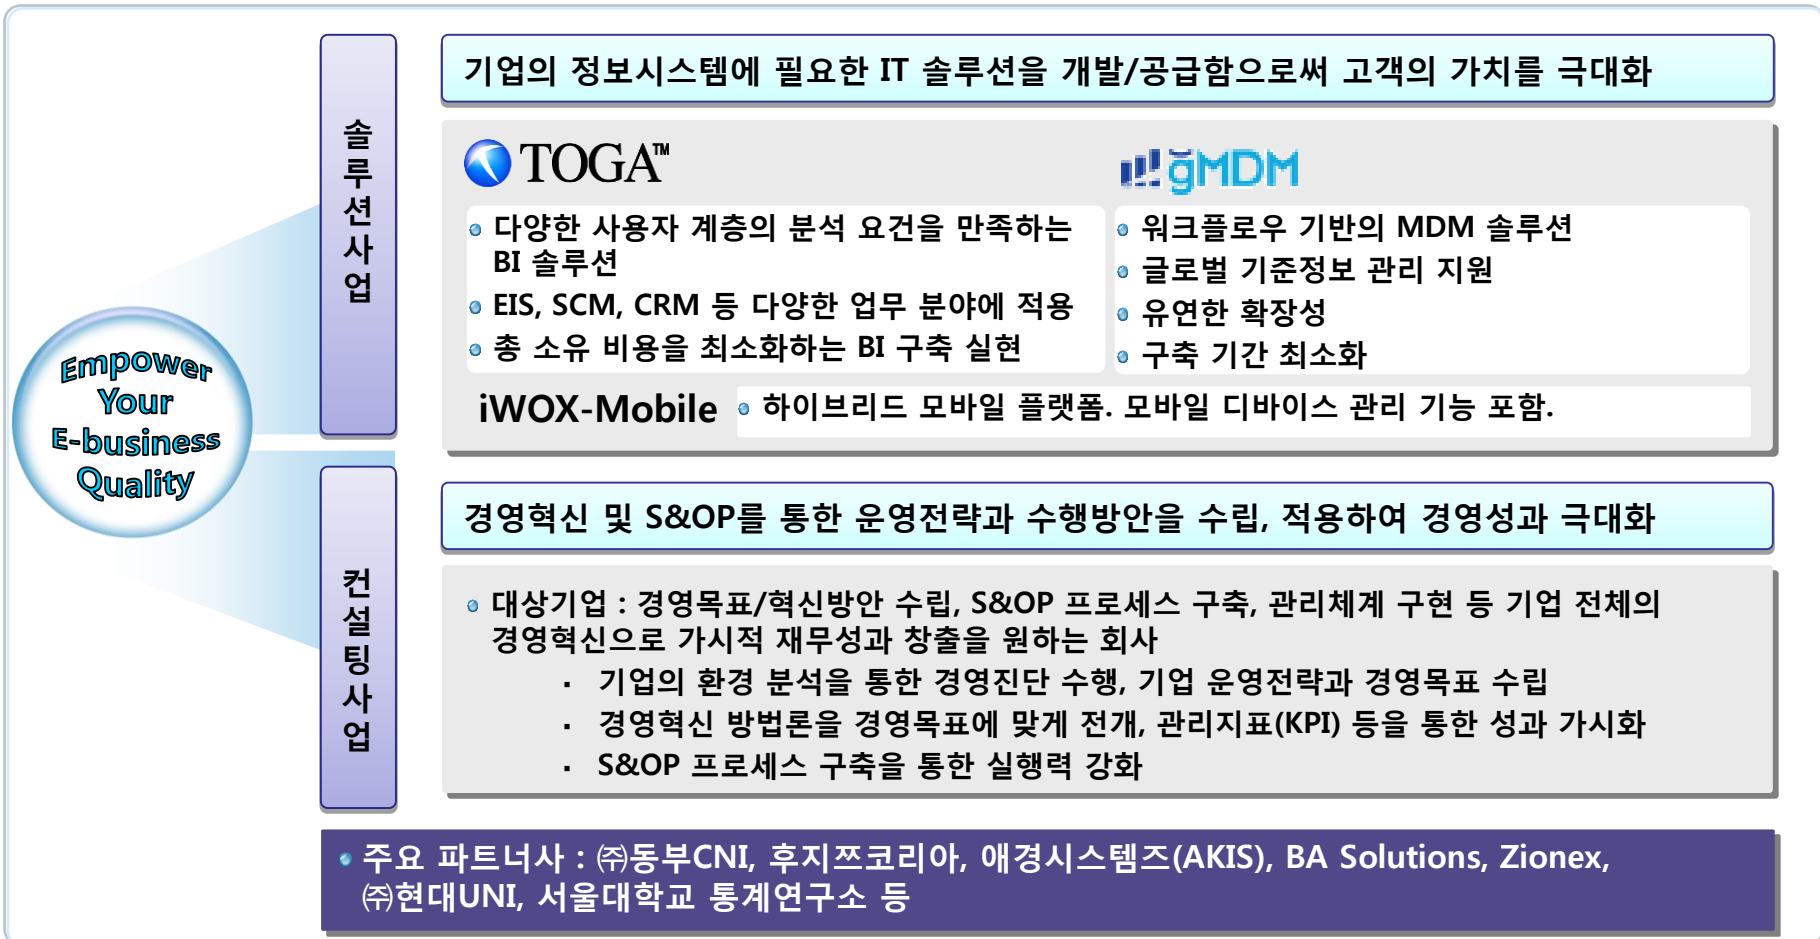 Empower
Your
E-business
Quality
솔루션사업
기업의 정보시스템에 필요한 IT 솔루션을 개발/공급함으로써 고객의 가치를 극대화
TOGA™
다양한 사용자 계층의 분석 요건을 만족하는
BI 솔루션
EIS, SCM, CRM 등 다양한 업무 분야에 적용
총 소유 비용을 최소화하는 BI 구축 실현
ğMDM
워크플로우 기반의 MDM 솔루션
글로벌 기준정보 관리 지원
유연한 확장성
구축 기간 최소화
iWOX-Mobile 하이브리드 모바일 플랫폼. 모바일 디바이스 관리 기능 포함.
컨설팅사업
경영혁신 및 S&OP를 통한 운영전략과 수행방안을 수립, 적용하여 경영성과 극대화
대상기업 : 경영목표/혁신방안 수립, S&OP 프로세스 구축, 관리체계 구현 등 기업 전체의
경영혁신으로 가시적 재무성과 창출을 원하는 회사
· 기업의 환경 분석을 통한 경영진단 수행, 기업 운영전략과 경영목표 수립
· 경영혁신 방법론을 경영목표에 맞게 전개, 관리지표(KPI) 등을 통한 성과 가시화
· S&OP 프로세스 구축을 통한 실행력 강화
주요 파트너사 : ㈜동부CNI, 후지쯔코리아, 애경시스템즈(AKIS), BA Solutions, Zionex,
㈜현대UNI, 서울대학교 통계연구소 등